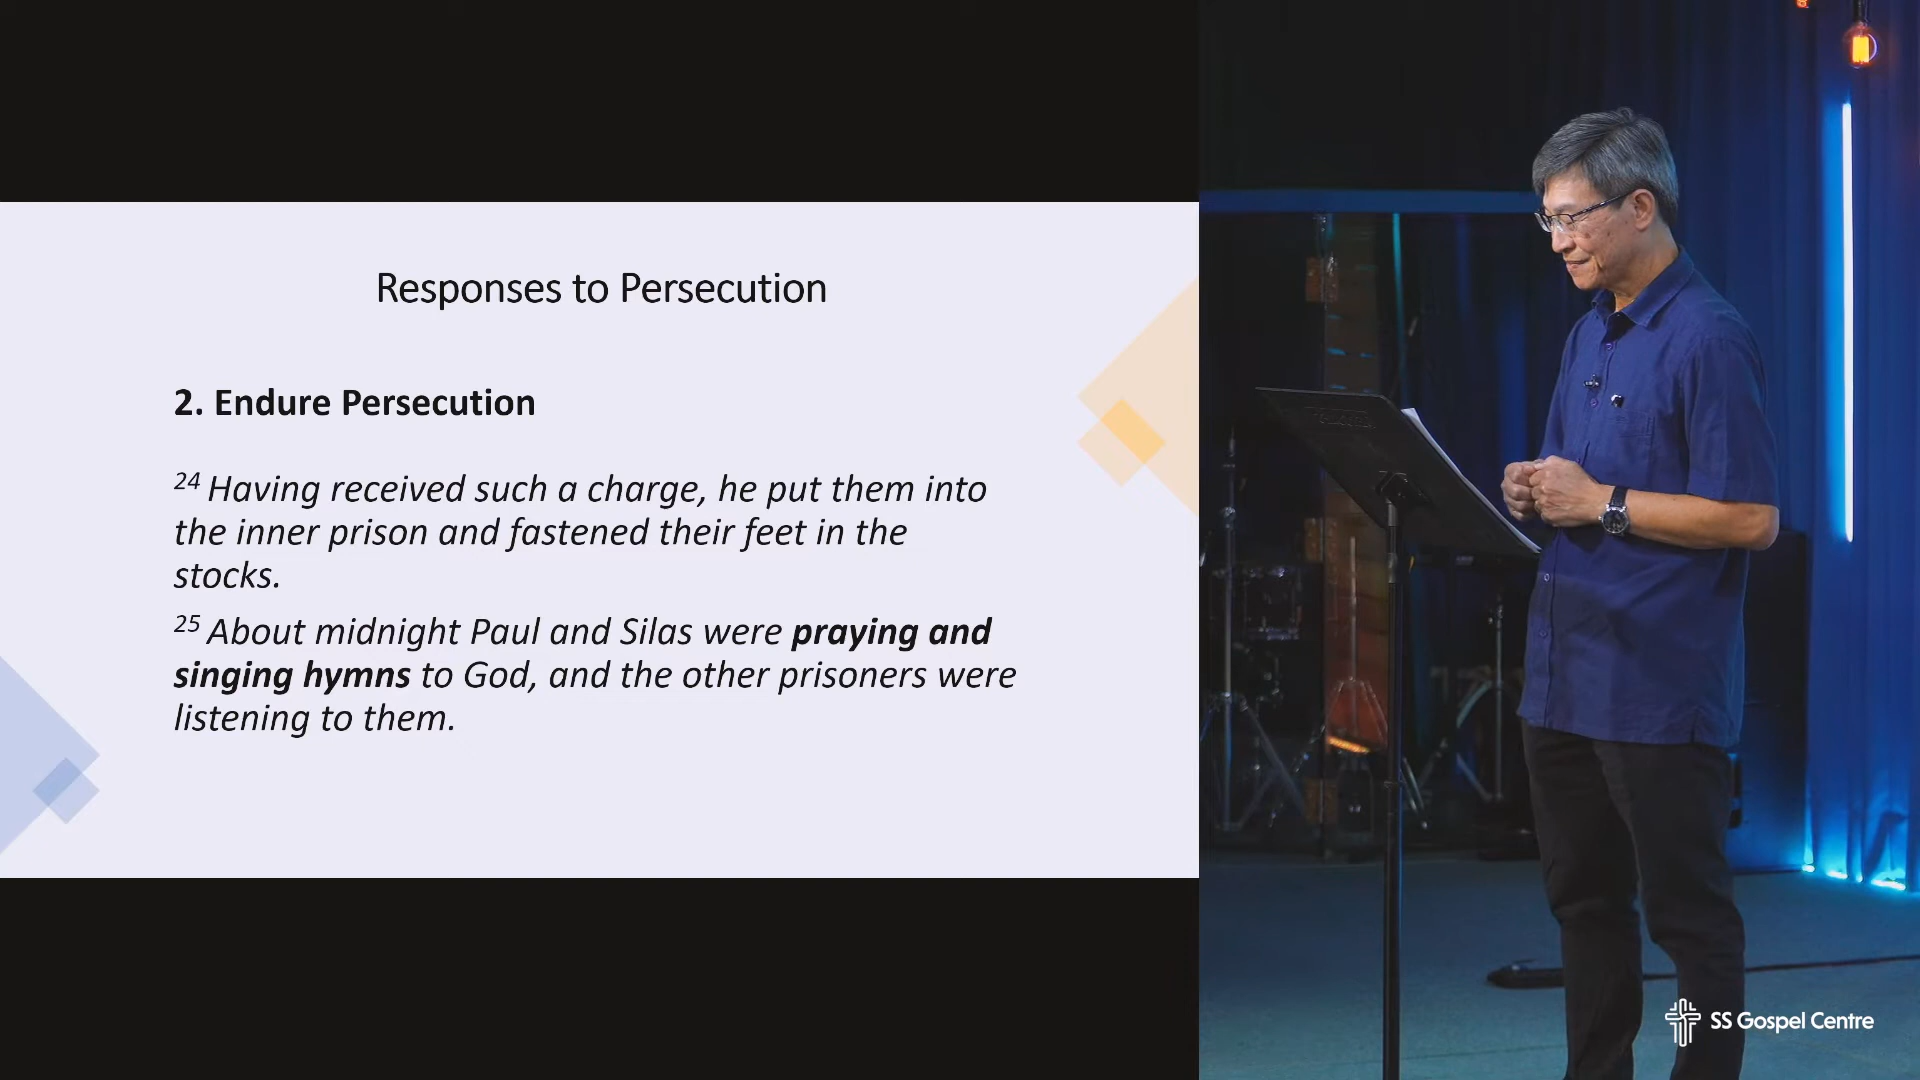 Responses to Persecution
2. Endure Persecution
24 Having received such a charge, he put them into
the inner prison and fastened their feet in the
stocks.
25 About midnight Paul and Silas were praying and
singing hymns to God, and the other prisoners were
listening to them.
SS Gospel Centre